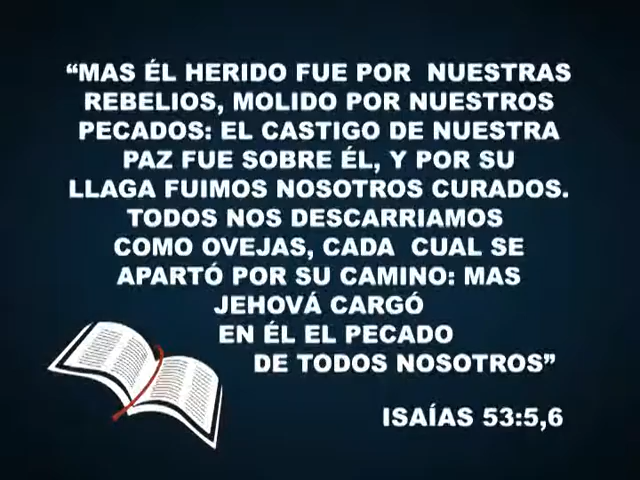 “MAS ÉL HERIDO FUE POR NUESTRAS
REBELIOS, MOLIDO POR NUESTROS
PECADOS: EL CASTIGO DE NUESTRA
PAZ FUE SOBRE ÉL, Y POR SU
LLAGA FUIMOS NOSOTROS CURADOS.
TODOS NOS DESCARRIAMOS
COMO OVEJAS, CADA CUAL SE
APARTÓ POR SU CAMINO: MAS
JEHOVÁ CARGÓ
EN ÉL EL PECADO
DE TODOS NOSOTROS”
ISAÍAS 53:5,6